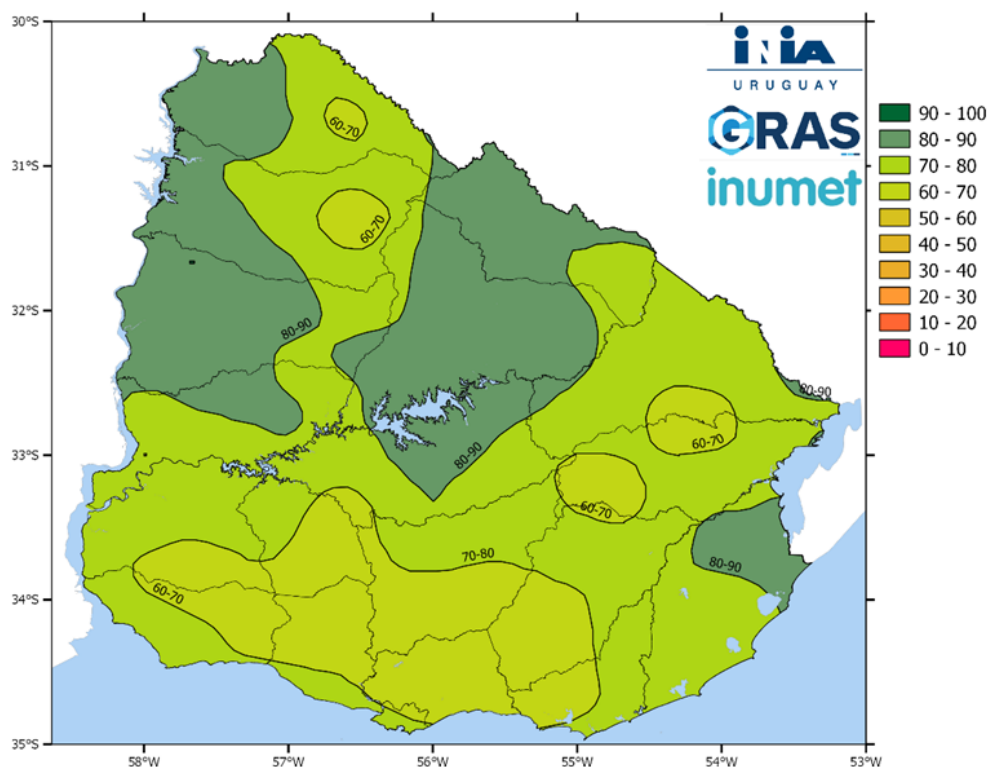 30°S
31°S
32°S
33°S
34°S
35°S
58°W
57°W
56°W
55°W
54°W
53°W
INIA
URUGUAY
GRAS
inumet
90 - 100
80 - 90
70 - 80
60 - 70
50 - 60
40 - 50
30 - 40
20 - 30
10 - 20
0 - 10
60-70
60-70
80-90
80-90
80-90
60-70
60-70
70-80
80-90
60-70